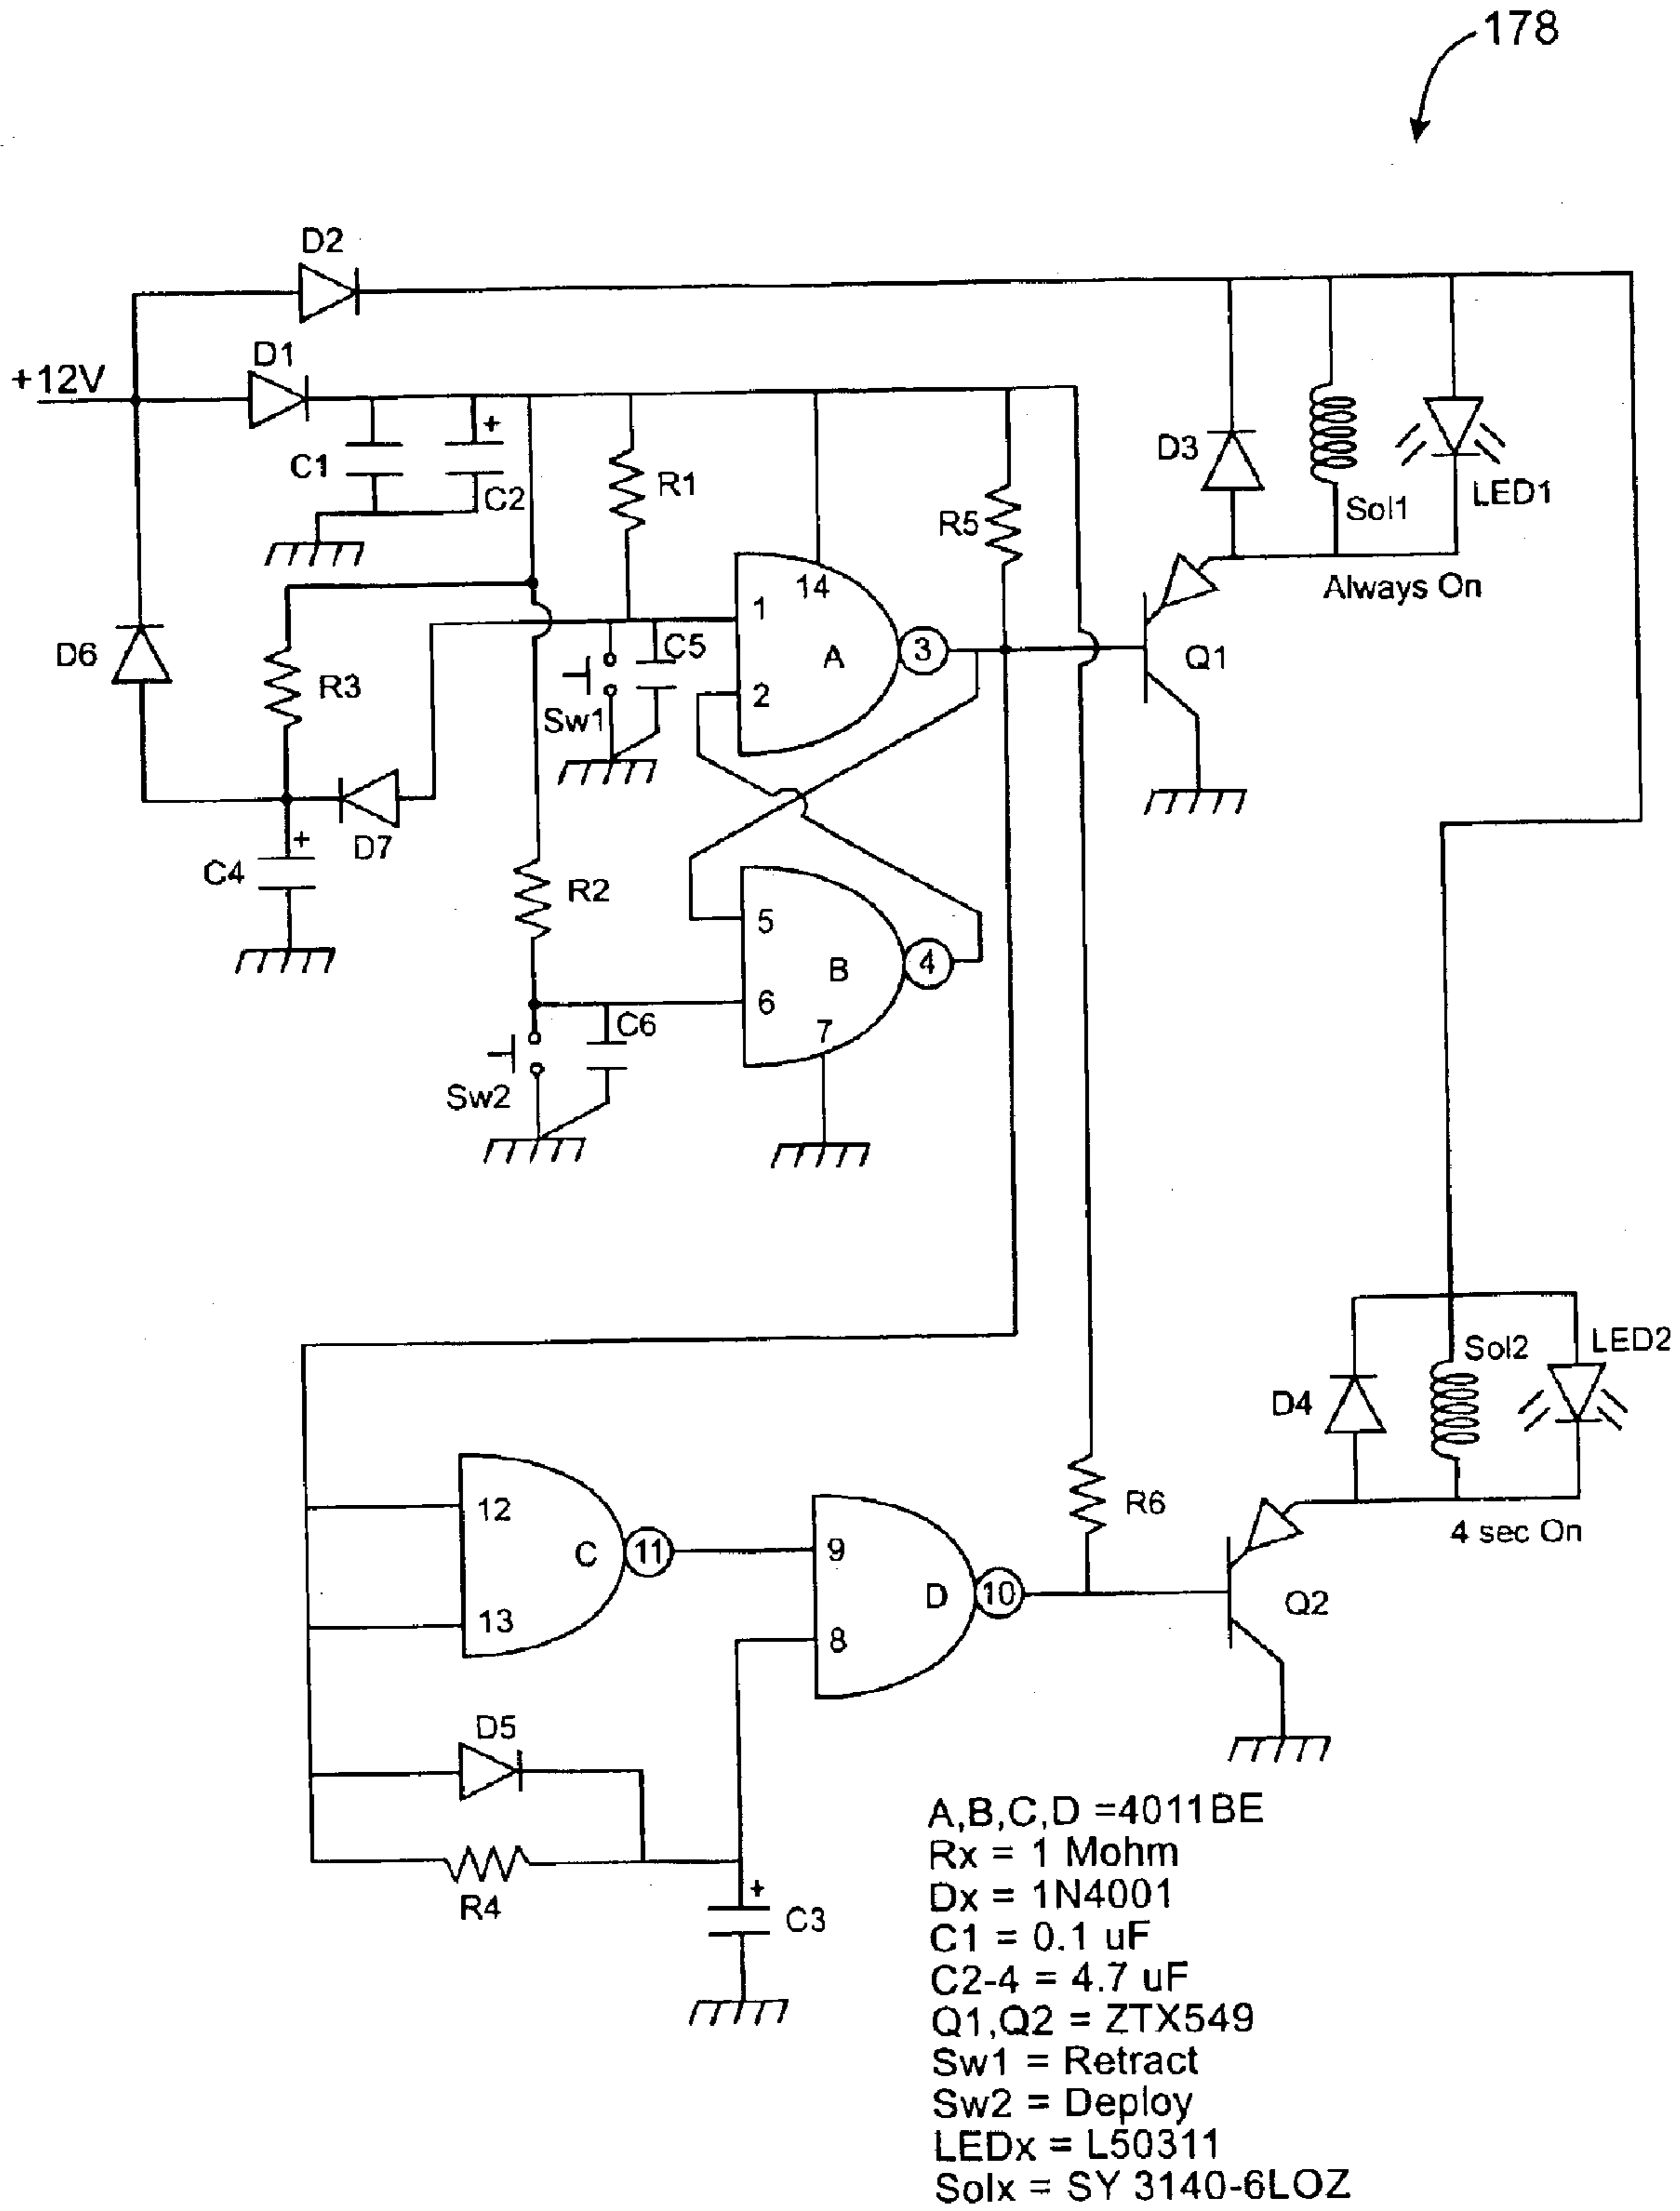 178
D2
D1
+12V
C1
+
C2
R1
R5
D3
Sol1
LED1
Always On
14
1
A
3
Q1
D6
R3
C5
2
Sw1
+
D7
C4
R2
5
B
4
6
7
C6
Sw2
Sol2
LED2
D4
R6
4 sec On
12
C
11
9
13
D
10
8
Q2
D5
R4
+
C3
A,B,C,D =4011BE
Rx = 1 Mohm
Dx = 1N4001
C1 = 0.1 uF
C2-4 = 4.7 uF
Q1,Q2 = ZTX549
Sw1 = Retract
Sw2 = Deploy
LEDx = L50311
Solx = SY 3140-6LOZ